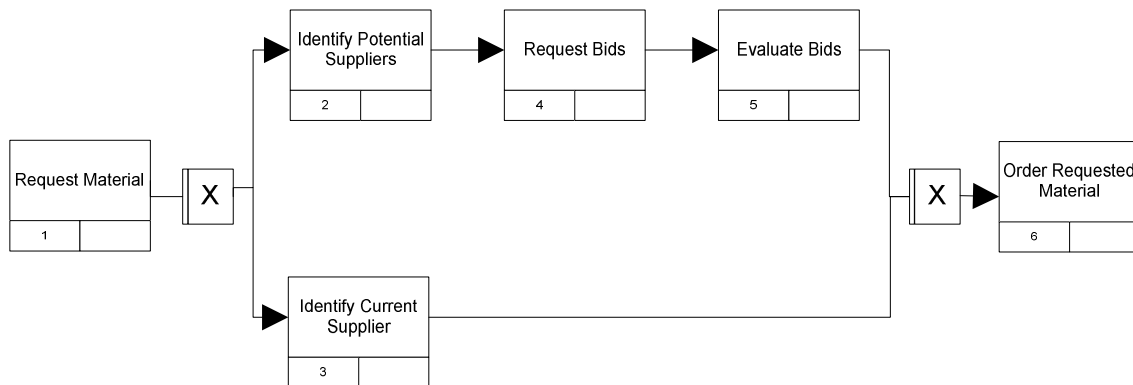 Identify Potential
Suppliers
2
Request Bids
4
Evaluate Bids
5
Request Material
1
X
X
Order Requested
Material
6
Identify Current
Supplier
3